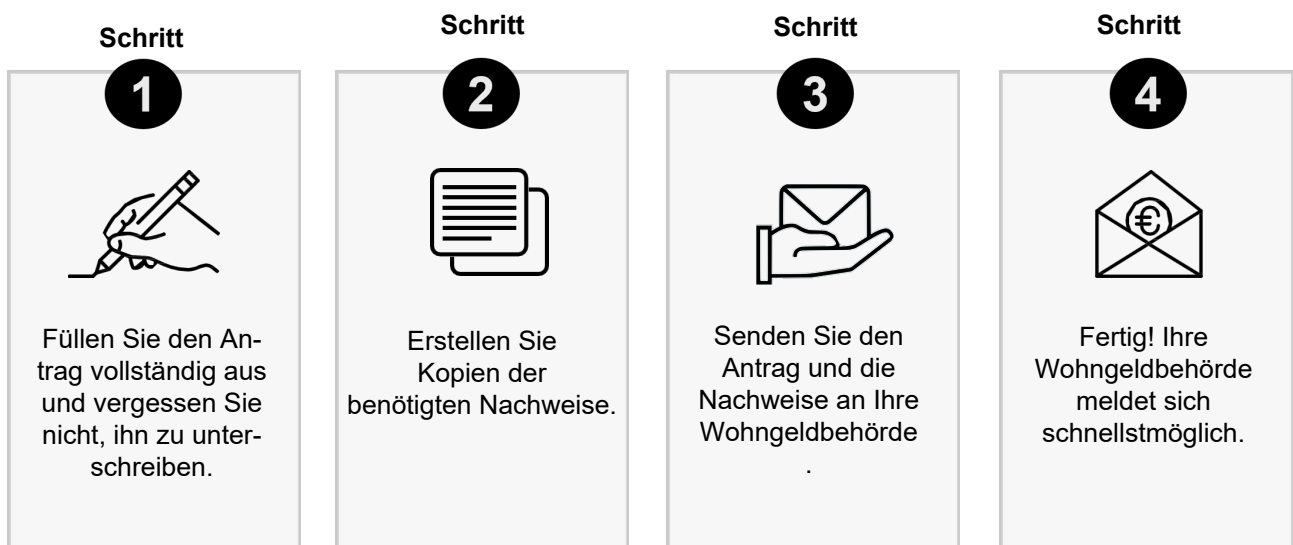 Schritt
1
Füllen Sie den An-
trag vollständig aus
und vergessen Sie
nicht, ihn zu unter-
schreiben.
Schritt
2
Erstellen Sie
Kopien der
benötigten Nachweise.
Schritt
3
Senden Sie den
Antrag und die
Nachweise an Ihre
Wohngeldbehörde
.
Schritt
4
€
Fertig! Ihre
Wohngeldbehörde
meldet sich
schnellstmöglich.